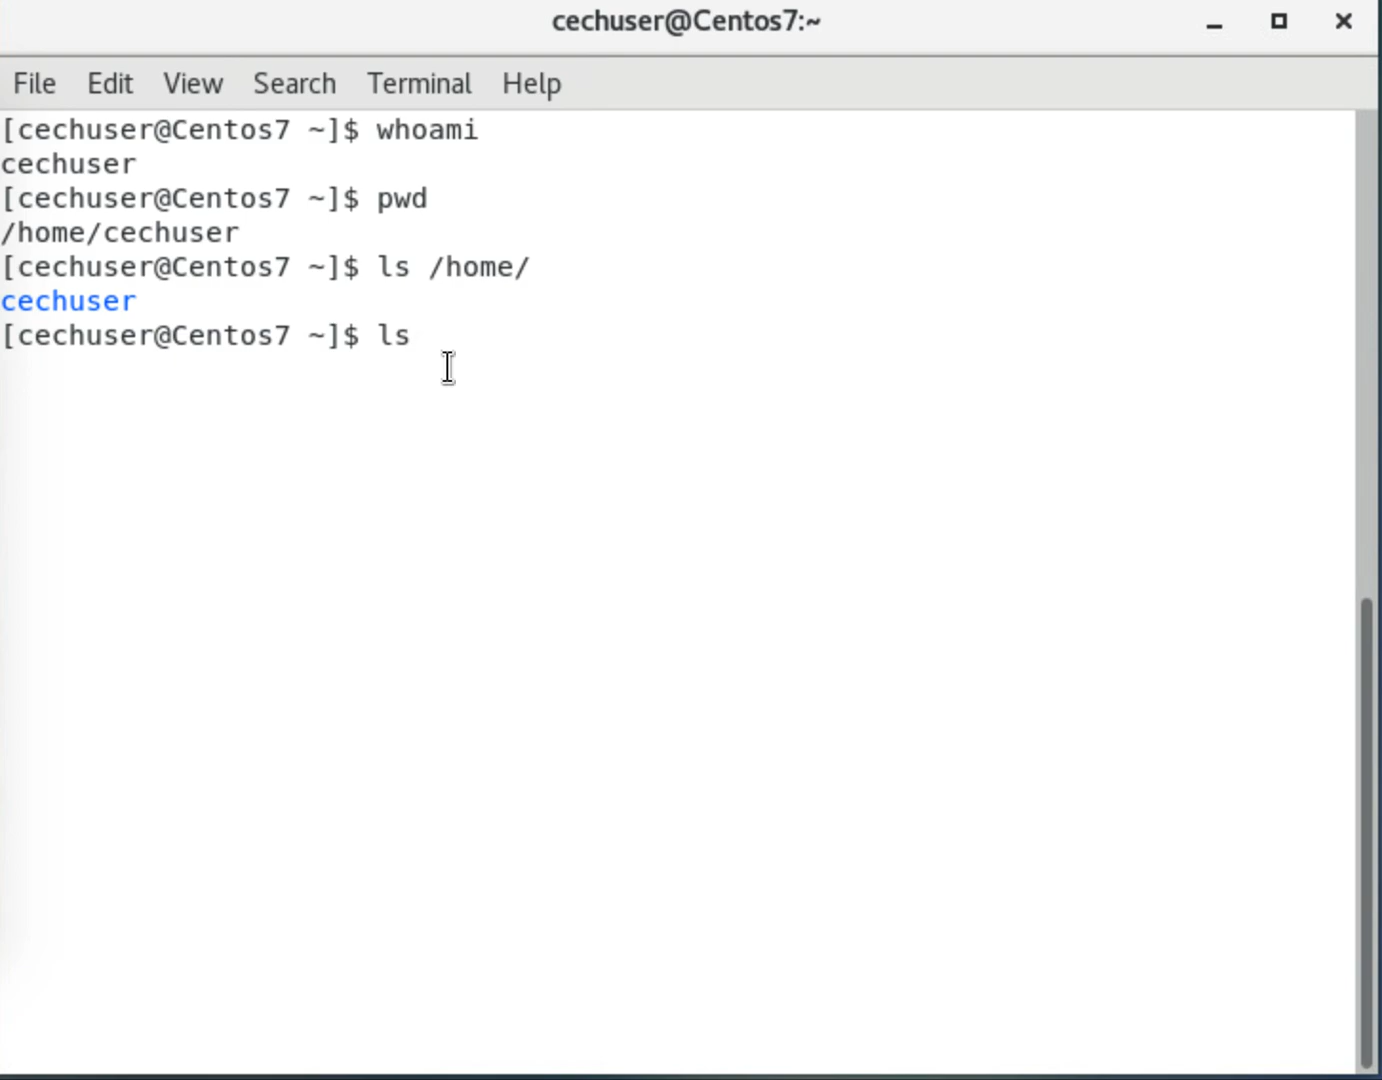 cechuser@Centos7:~
File Edit View Search Terminal Help
[cechuser@Centos7 ~]$ whoami
cechuser
[cechuser@Centos7 ~]$ pwd
/home/cechuser
[cechuser@Centos7 ~]$ ls /home/
cechuser
[cechuser@Centos7 ~]$ ls